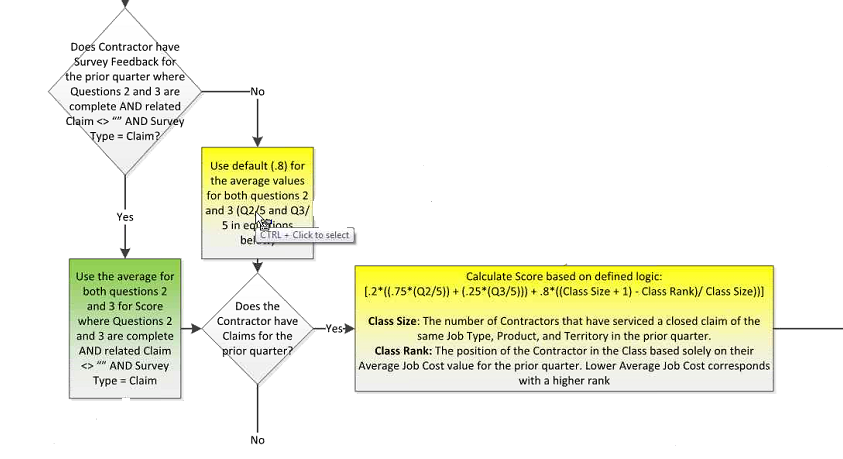 Does Contractor have
Survey Feedback for
the prior quarter where
Questions 2 and 3 are
complete AND related
Claim <> “” AND Survey
Type = Claim?
No
Use default (.8) for
the average values
for both questions 2
and 3 (Q2/5 and Q3/
5 in equations
CTRL + Click to select
Yes
Use the average for
both questions 2
and 3 for Score
where Questions 2
and 3 are complete
AND related Claim
<> “” AND Survey
Type = Claim
Does the
Contractor have
Claims for the
prior quarter?
Yes
No
Calculate Score based on defined logic:
[.2*((.75*(Q2/5)) + (.25*(Q3/5))) + .8*((Class Size + 1) - Class Rank)/ Class Size))]
Class Size: The number of Contractors that have serviced a closed claim of the
same Job Type, Product, and Territory in the prior quarter.
Class Rank: The position of the Contractor in the Class based solely on their
Average Job Cost value for the prior quarter. Lower Average Job Cost corresponds
with a higher rank